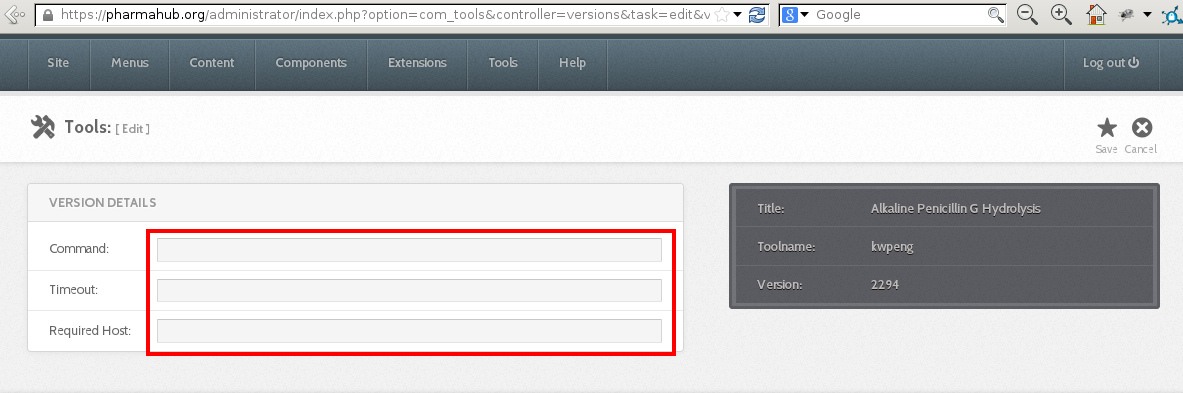 https://pharmahub.org/administrator/index.php?option=com_tools&controller=versions&task=edit&v
Google
Site Menus Content Components Extensions Tools Help Log out
Tools: [ Edit ]
Save Cancel
VERSION DETAILS
Command:
Timeout:
Required Host:
Title: Alkaline Penicillin G Hydrolysis
Toolname: kwpeng
Version: 2294